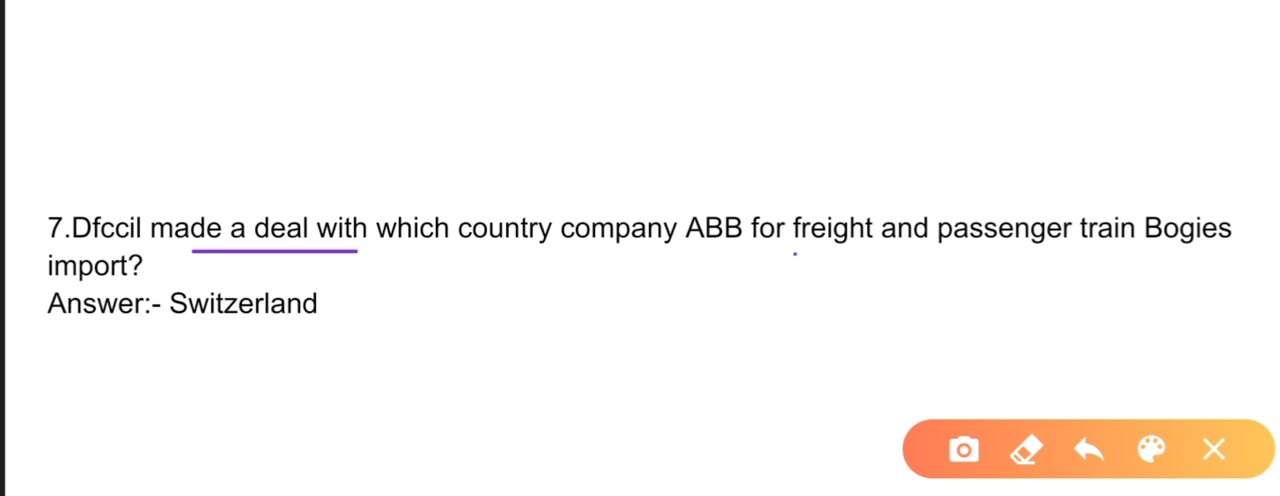 7.Dfccil made a deal with which country company ABB for freight and passenger train Bogies
import?
Answer:- Switzerland